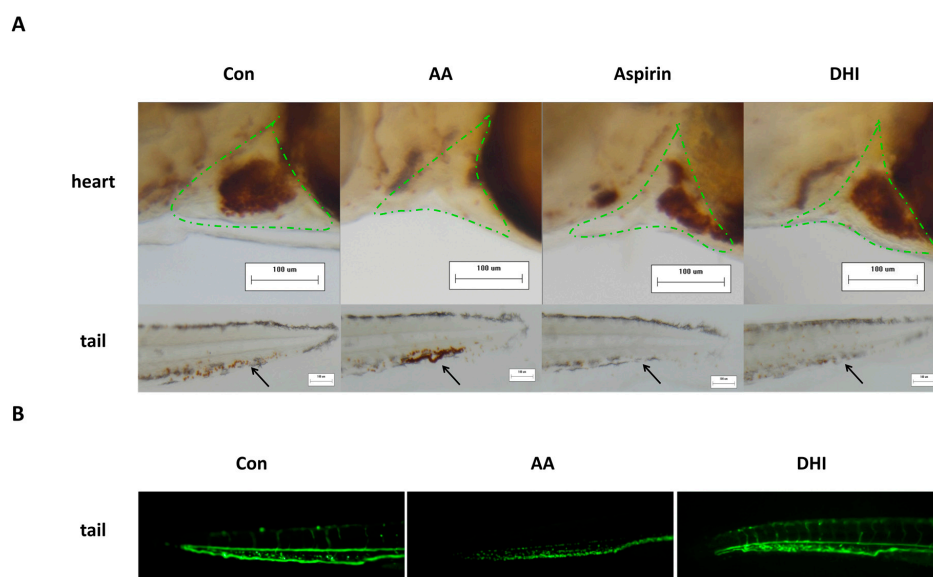 A
Con AA Aspirin DHI
heart
100 um 100 um 100 um 100 um
tail
B
Con AA DHI
tail